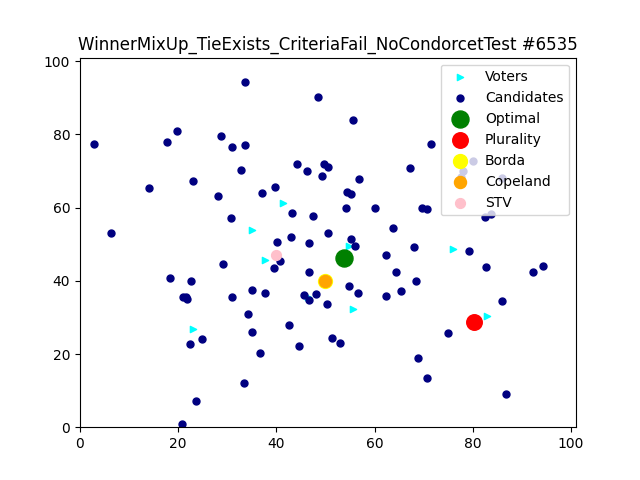 WinnerMixUp_TieExists_CriteriaFail_NoCondorcetTest #6535
100
80
60
40
20
0
0 20 40 60 80 100
Voters
Candidates
Optimal
Plurality
Borda
Copeland
STV